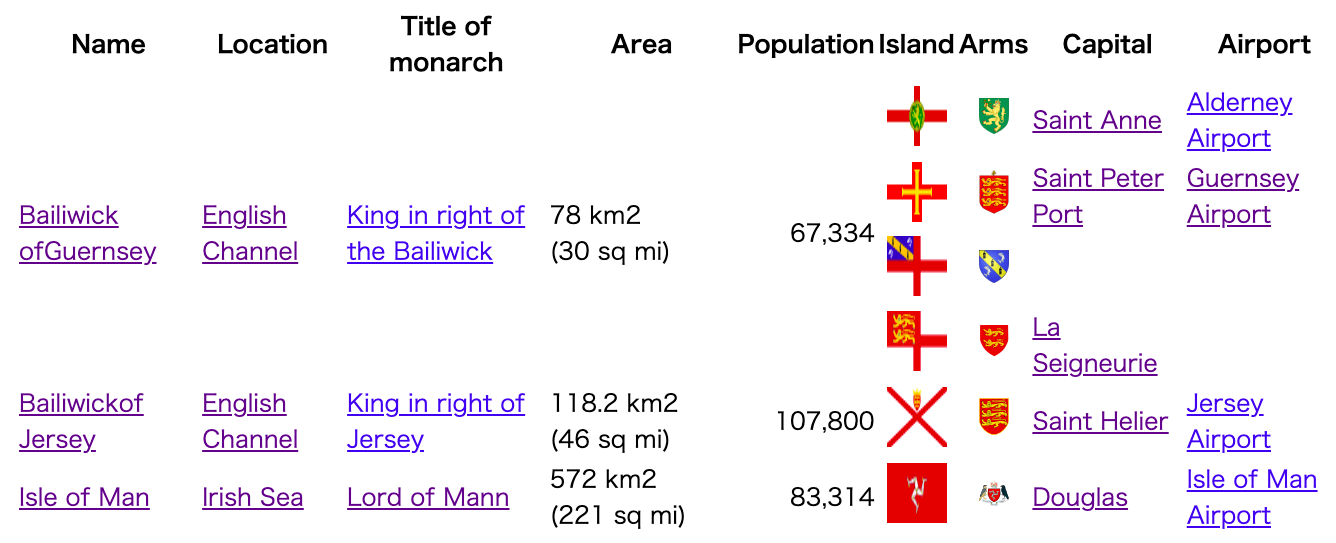 Name Location Title of monarch Area Population Island Arms Capital Airport
Saint Anne Alderney
Airport
Saint Peter Guernsey
Port Airport
Bailiwick English King in right of 78 km2
ofGuernsey Channel the Bailiwick (30 sq mi)
67,334
La
Seigneurie
Bailiwickof English King in right of 118.2 km2 Jersey
Jersey Channel Jersey (46 sq mi) 107,800 Saint Helier Airport
Isle of Man Irish Sea Lord of Mann 572 km2 83,314 Douglas Isle of Man
(221 sq mi) Airport